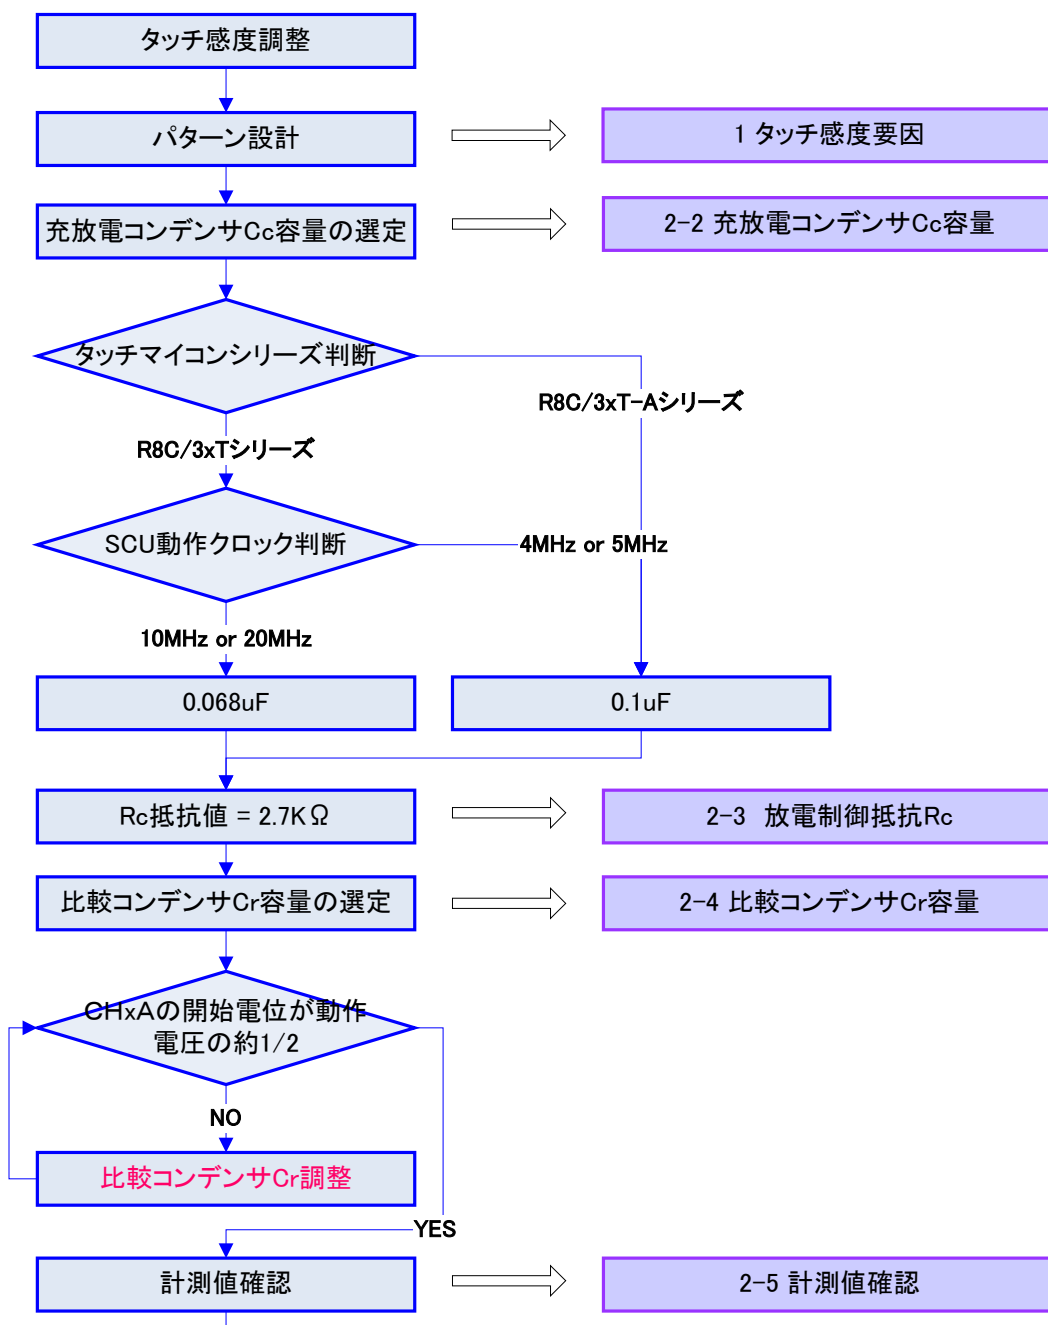 タッチ感度調整
パターン設計
1 タッチ感度要因
充放電コンデンサCc容量の選定
2-2 充放電コンデンサCc容量
タッチマイコンシリーズ判断
R8C/3xT-Aシリーズ
R8C/3xTシリーズ
SCU動作クロック判断
4MHz or 5MHz
10MHz or 20MHz
0.068uF
0.1uF
Rc抵抗値 = 2.7KΩ
2-3 放電制御抵抗Rc
比較コンデンサCr容量の選定
2-4 比較コンデンサCr容量
CHxAの開始電位が動作
電圧の約1/2
NO
比較コンデンサCr調整
YES
計測値確認
2-5 計測値確認